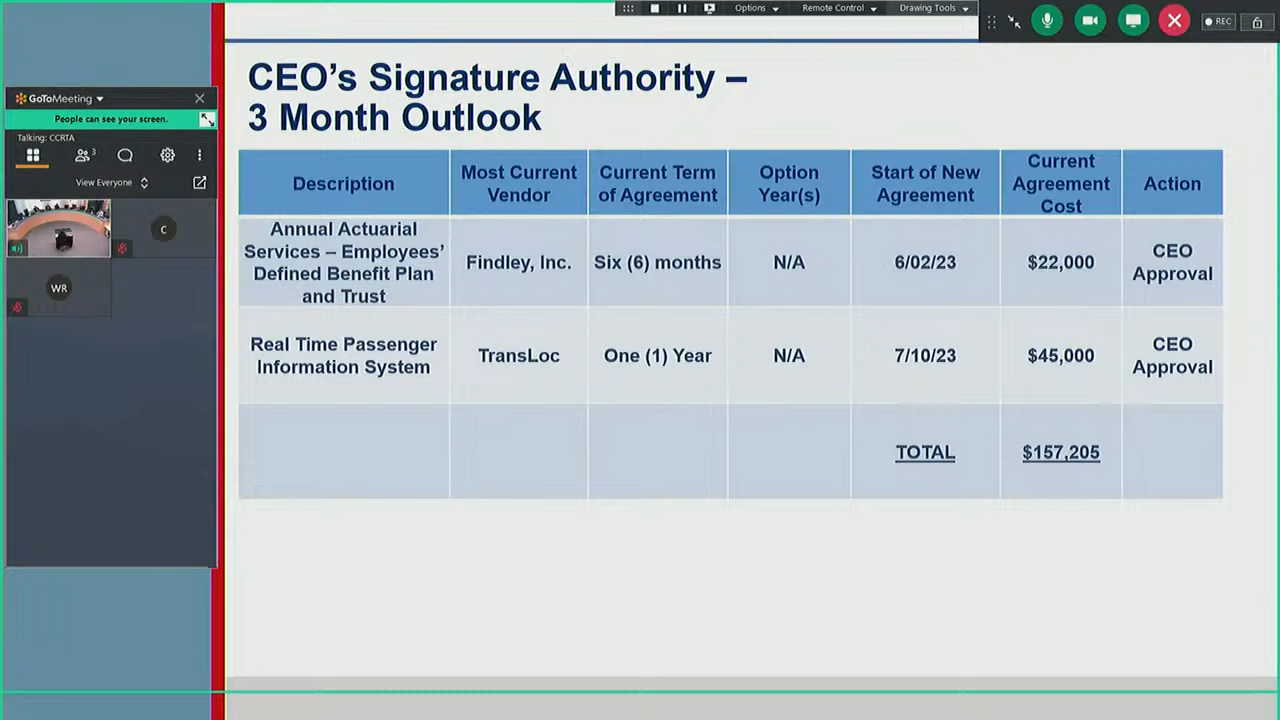 Options
Remote Control
Drawing Tools
REC
GoToMeeting
People can see your screen.
Talking: CCRTA
3
View Everyone
C
WR
CEO's Signature Authority –
3 Month Outlook
Description
Most Current
Vendor
Current Term
of Agreement
Option
Year(s)
Start of New
Agreement
Current
Agreement
Cost
Action
Annual Actuarial
Services – Employees'
Defined Benefit Plan
and Trust
Findley, Inc.
Six (6) months
N/A
6/02/23
$22,000
CEO
Approval
Real Time Passenger
Information System
TransLoc
One (1) Year
N/A
7/10/23
$45,000
CEO
Approval
TOTAL
$157,205